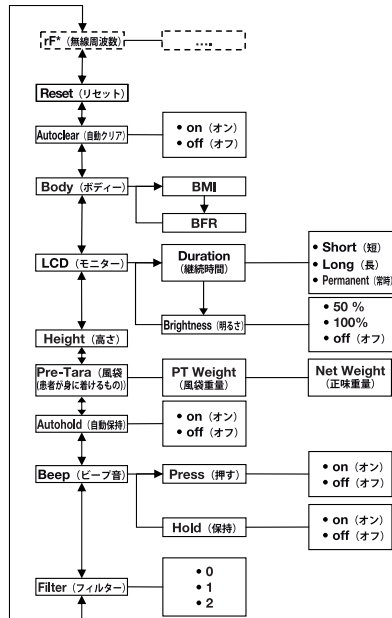 rF* (無線周波数)
....
Reset (リセット)
Autoclear (自動クリア)
• on (オン)
• off (オフ)
Body (ボディー)
BMI
BFR
LCD (モニター)
Duration
(継続時間)
• Short (短)
• Long (長)
• Permanent (常時)
Brightness (明るさ)
• 50 %
• 100%
• off (オフ)
Height (高さ)
Pre-Tara (風袋
(患者が身に着けるもの))
PT Weight
(風袋重量)
Net Weight
(正味重量)
Autohold (自動保持)
• on (オン)
• off (オフ)
Beep (ビープ音)
Press (押す)
• on (オン)
• off (オフ)
Hold (保持)
• on (オン)
• off (オフ)
Filter (フィルター)
• 0
• 1
• 2